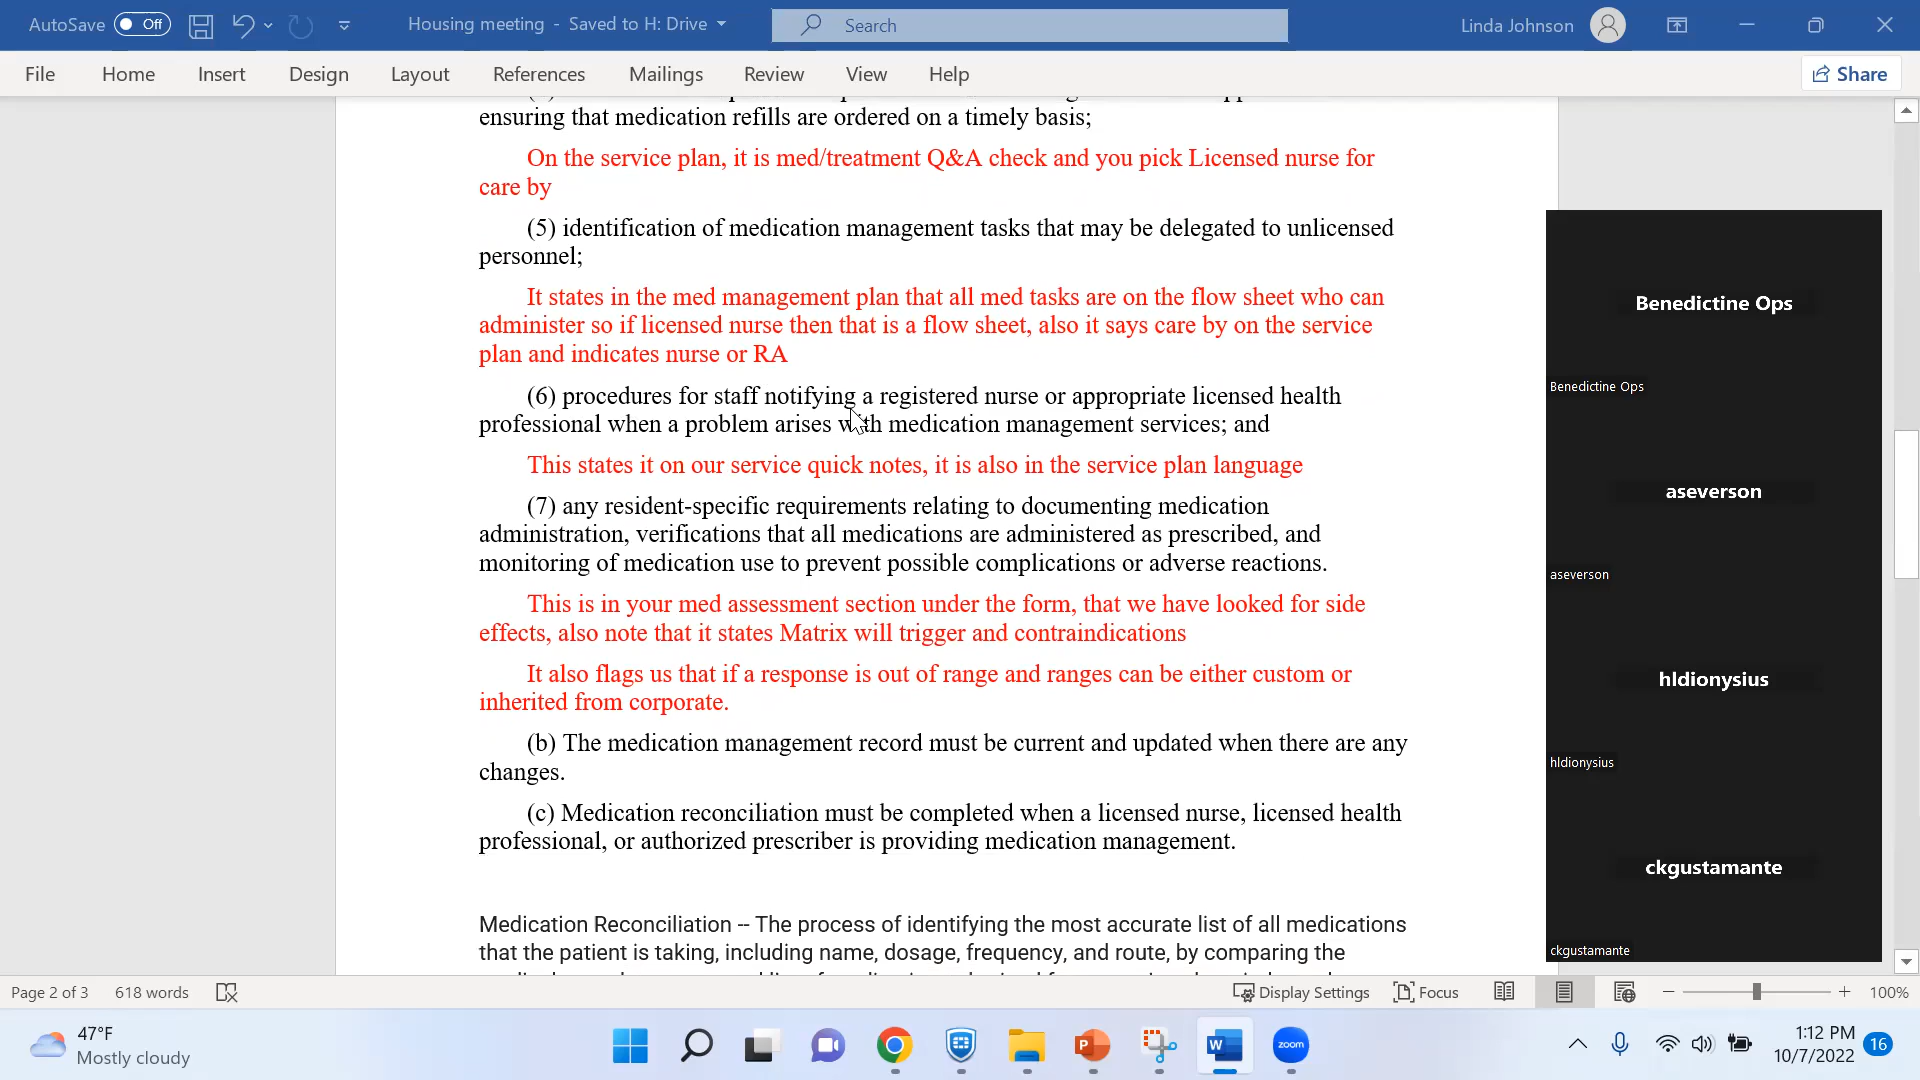 AutoSave Off Housing meeting - Saved to H: Drive Search Linda Johnson
File Home Insert Design Layout References Mailings Review View Help Share
ensuring that medication refills are ordered on a timely basis;
On the service plan, it is med/treatment Q&A check and you pick Licensed nurse for
care by
(5) identification of medication management tasks that may be delegated to unlicensed
personnel;
It states in the med management plan that all med tasks are on the flow sheet who can
administer so if licensed nurse then that is a flow sheet, also it says care by on the service
plan and indicates nurse or RA
(6) procedures for staff notifying a registered nurse or appropriate licensed health
professional when a problem arises with medication management services; and
This states it on our service quick notes, it is also in the service plan language
(7) any resident-specific requirements relating to documenting medication
administration, verifications that all medications are administered as prescribed, and
monitoring of medication use to prevent possible complications or adverse reactions.
This is in your med assessment section under the form, that we have looked for side
effects, also note that it states Matrix will trigger and contraindications
It also flags us that if a response is out of range and ranges can be either custom or
inherited from corporate.
(b) The medication management record must be current and updated when there are any
changes.
(c) Medication reconciliation must be completed when a licensed nurse, licensed health
professional, or authorized prescriber is providing medication management.
Medication Reconciliation -- The process of identifying the most accurate list of all medications
that the patient is taking, including name, dosage, frequency, and route, by comparing the
Benedictine Ops
Benedictine Ops
aseverson
aseverson
hldionysius
hldionysius
ckgustamante
ckgustamante
Page 2 of 3 618 words Display Settings Focus 100%
47°F
Mostly cloudy
W
P
zoom
1:12 PM
10/7/2022
16